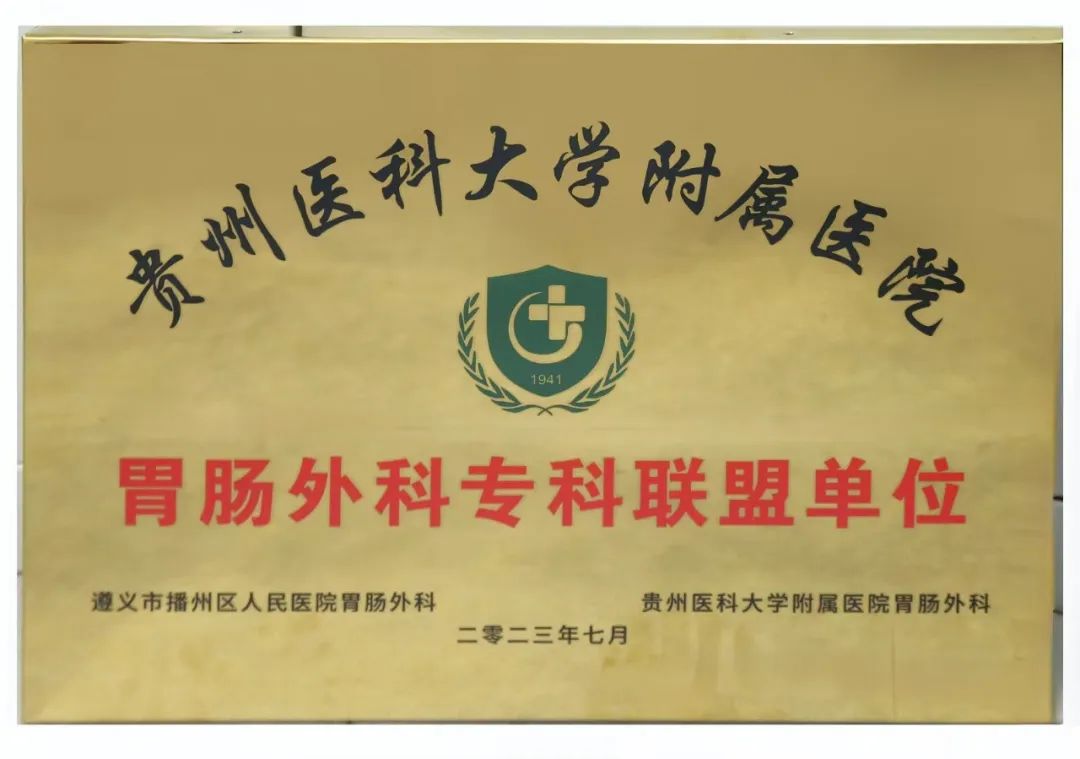 贵州医科大学附属医院
1941
胃肠外科专科联盟单位
遵义市播州区人民医院胃肠外科
贵州医科大学附属医院胃肠外科
二零二三年七月